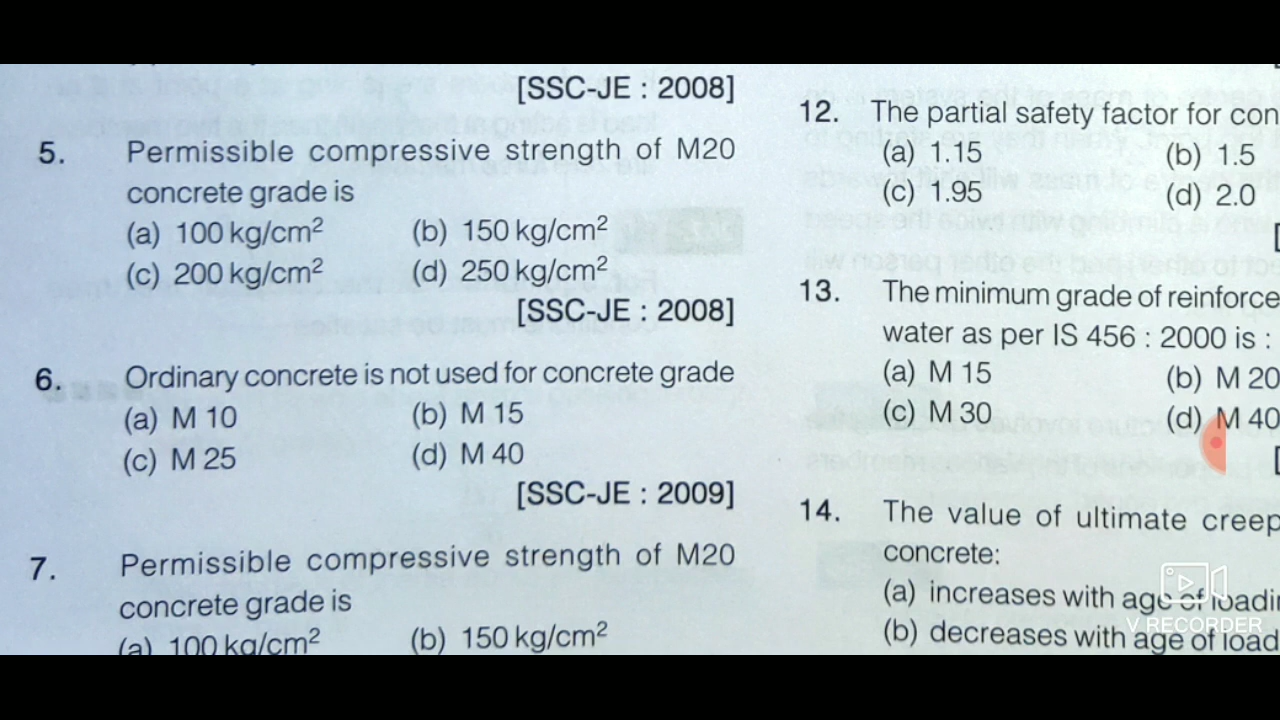 [SSC-JE : 2008]
5. Permissible compressive strength of M20
concrete grade is
(a) 100 kg/cm² (b) 150 kg/cm²
(c) 200 kg/cm² (d) 250 kg/cm²
[SSC-JE : 2008]
6. Ordinary concrete is not used for concrete grade
(a) M 10 (b) M 15
(c) M 25 (d) M 40
[SSC-JE : 2009]
7. Permissible compressive strength of M20
concrete grade is
(a) 100 kg/cm² (b) 150 kg/cm²
12. The partial safety factor for con
(a) 1.15 (b) 1.5
(c) 1.95 (d) 2.0
13. The minimum grade of reinforce
water as per IS 456 : 2000 is :
(a) M 15 (b) M 20
(c) M 30 (d) M 40
14. The value of ultimate creep
concrete:
(a) increases with age of loadin
(b) decreases with age of load
V RECORDER